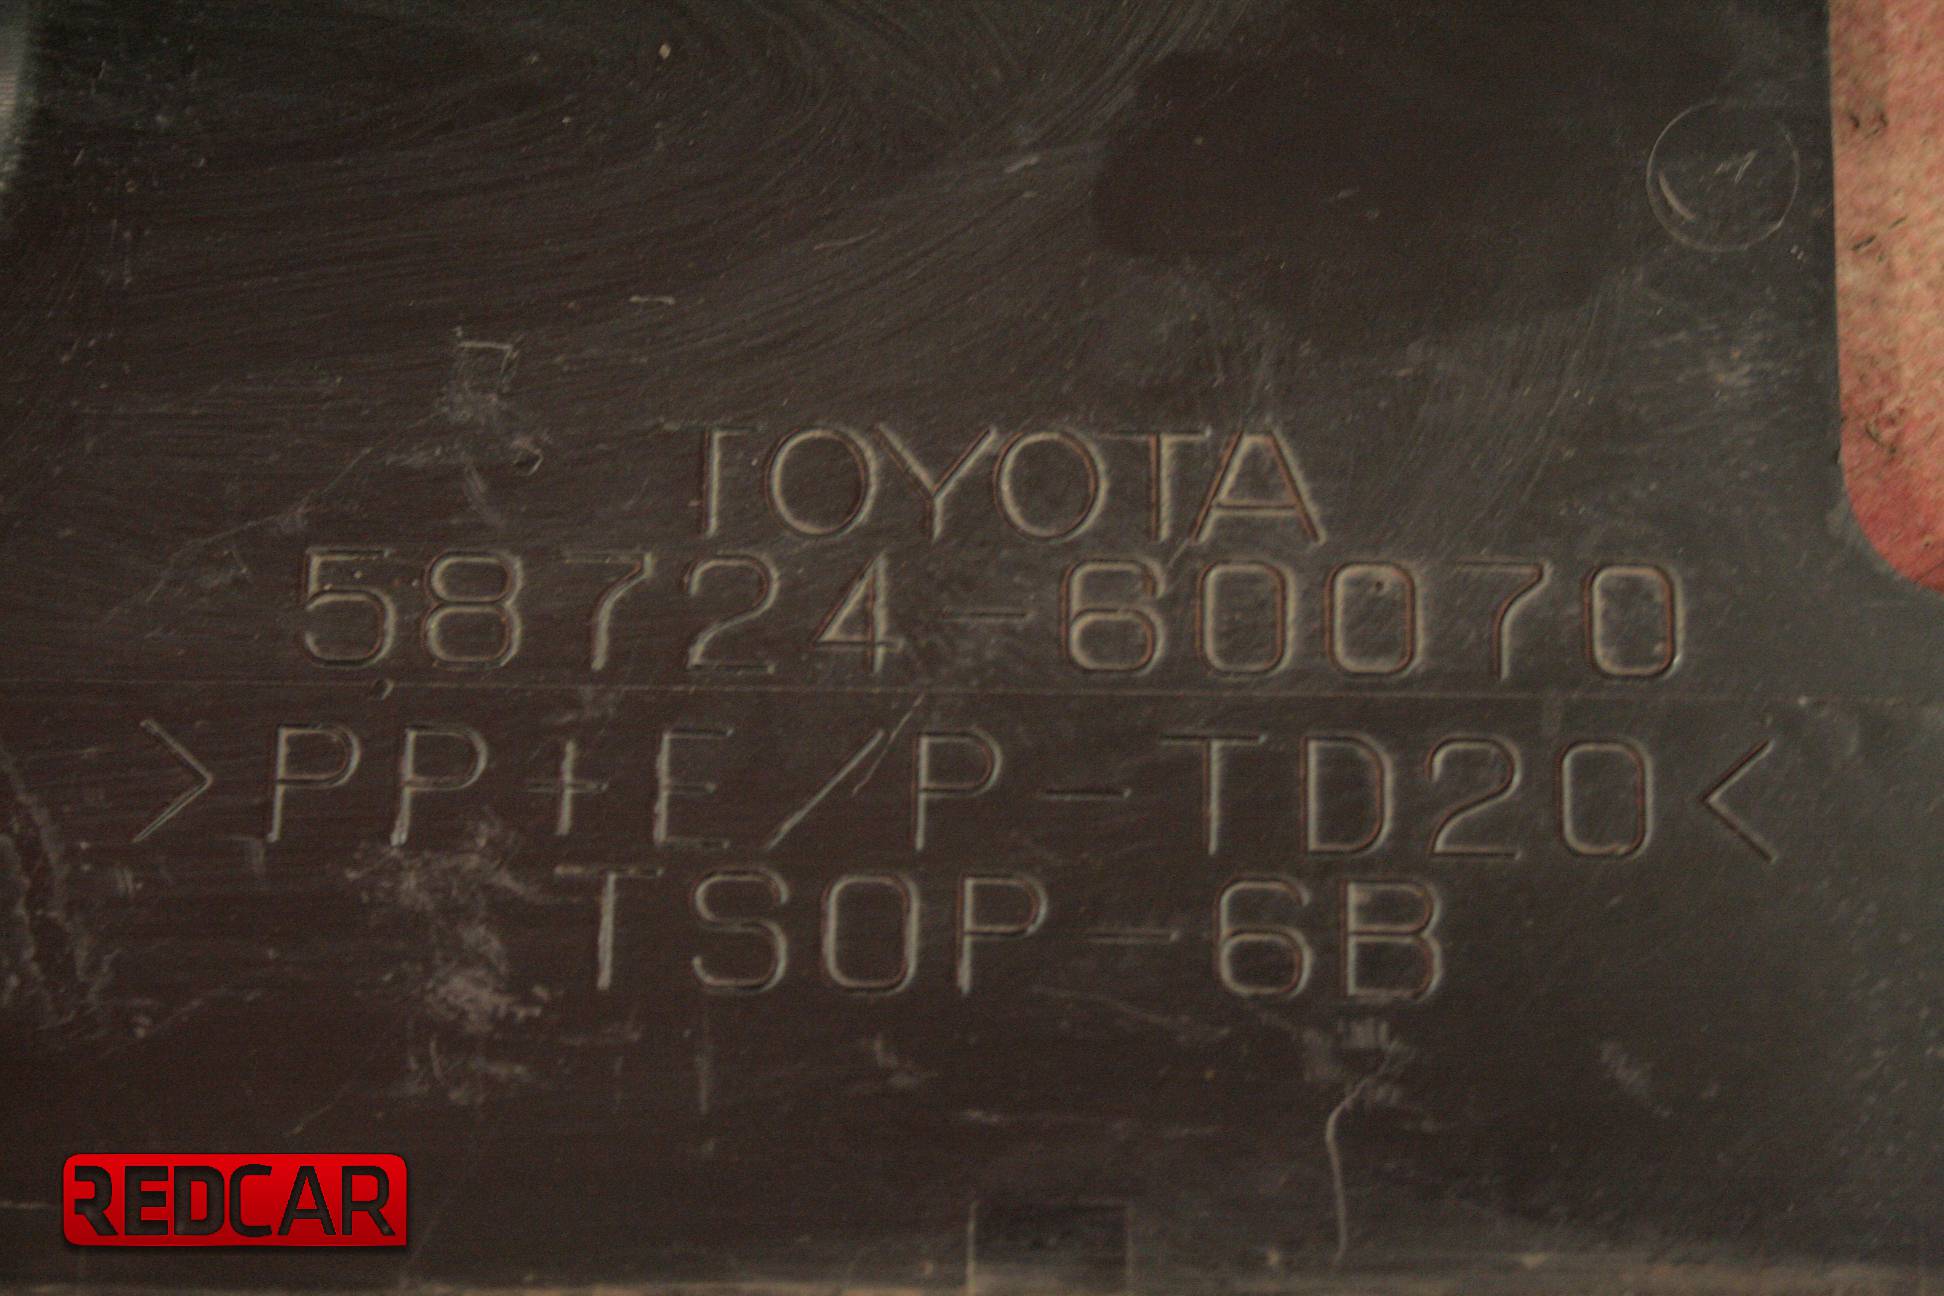 TOYOTA
58724-60070
>PP+E/P-TD20<
TSOP-6B
REDCAR